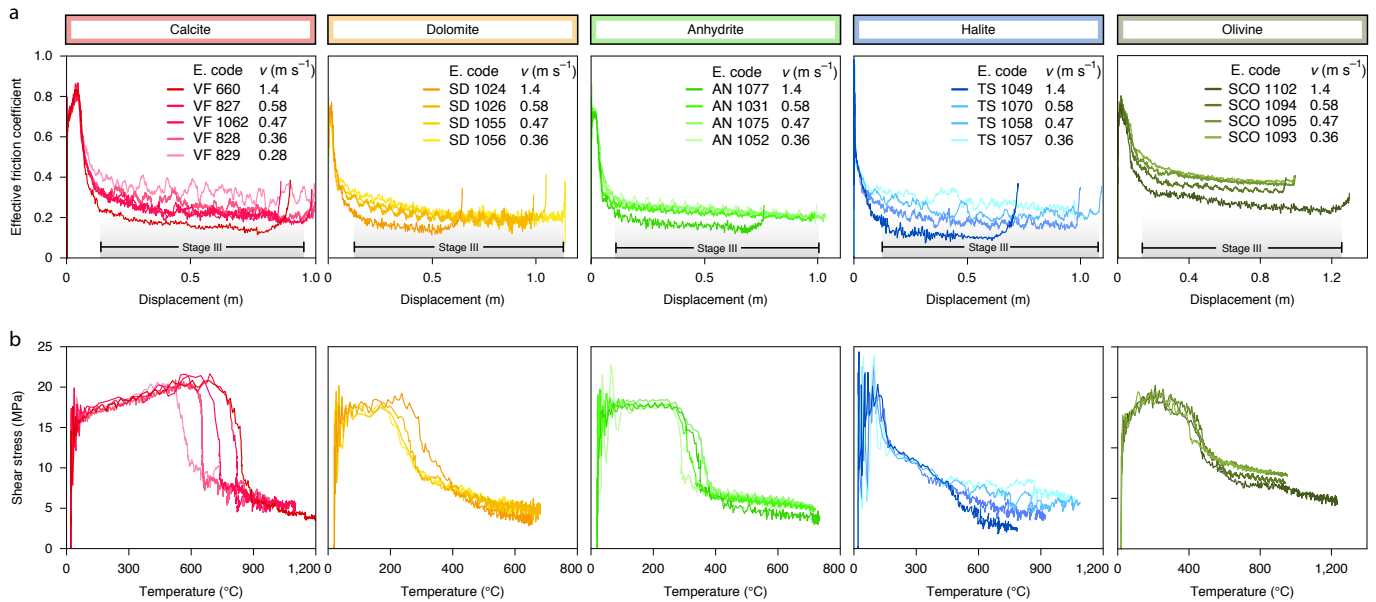 a
Calcite
Dolomite
Anhydrite
Halite
Olivine
Effective friction coefficient
1.0
0.8
0.6
0.4
0.2
0
E. code v (m s⁻¹)
VF 660 1.4
VF 827 0.58
VF 1062 0.47
VF 828 0.36
VF 829 0.28
Stage III
0 0.5 1.0
Displacement (m)
E. code v (m s⁻¹)
SD 1024 1.4
SD 1026 0.58
SD 1055 0.47
SD 1056 0.36
Stage III
0 0.5 1.0
Displacement (m)
E. code v (m s⁻¹)
AN 1077 1.4
AN 1031 0.58
AN 1075 0.47
AN 1052 0.36
Stage III
0 0.5 1.0
Displacement (m)
E. code v (m s⁻¹)
TS 1049 1.4
TS 1070 0.58
TS 1058 0.47
TS 1057 0.36
Stage III
0 0.5 1.0
Displacement (m)
E. code v (m s⁻¹)
SCO 1102 1.4
SCO 1094 0.58
SCO 1095 0.47
SCO 1093 0.36
Stage III
0 0.4 0.8 1.2
Displacement (m)
b
Shear stress (MPa)
25
20
15
10
5
0
0 300 600 900 1,200
Temperature (°C)
0 200 400 600 800
Temperature (°C)
0 200 400 600 800
Temperature (°C)
0 300 600 900 1,200
Temperature (°C)
0 400 800 1,200
Temperature (°C)